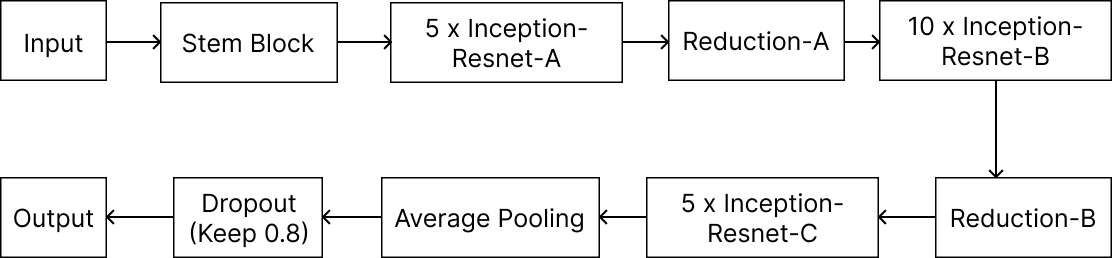 Input
Stem Block
5 x Inception-
Resnet-A
Reduction-A
10 x Inception-
Resnet-B
Reduction-B
5 x Inception-
Resnet-C
Average Pooling
Dropout
(Keep 0.8)
Output